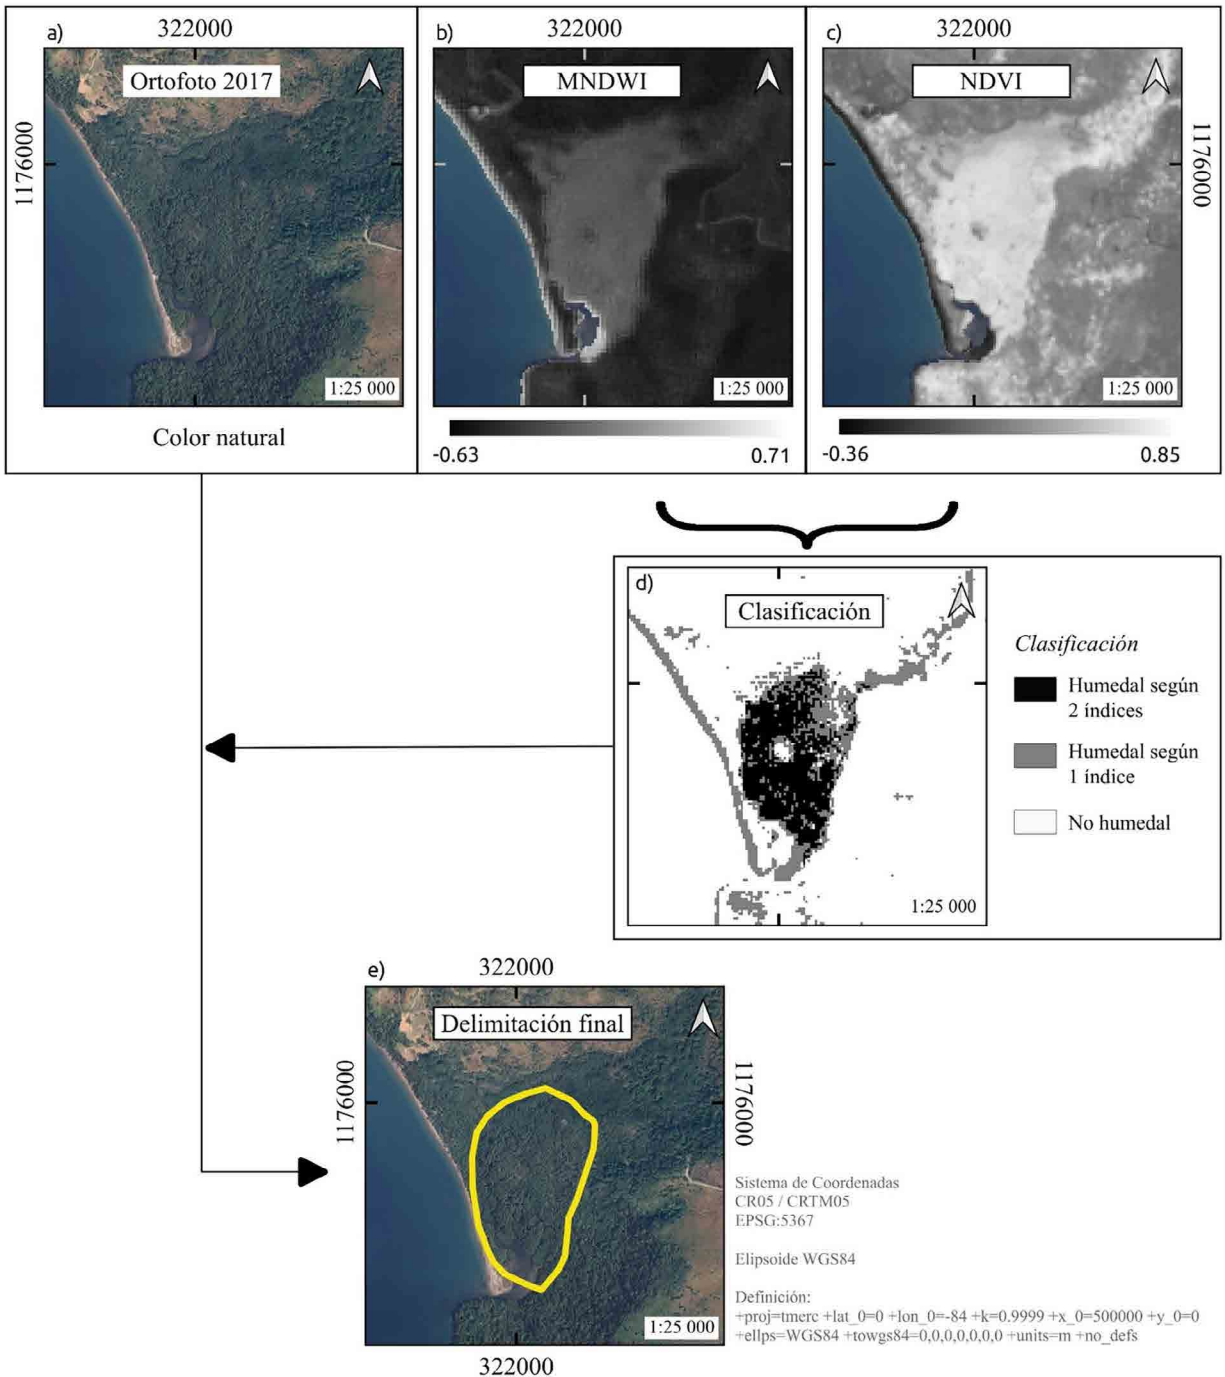 a)
322000
Ortofoto 2017
1176000
1:25 000
Color natural
b)
322000
MNDWI
1:25 000
-0.63
0.71
c)
322000
NDVI
1176000
1:25 000
-0.36
0.85
d)
Clasificación
1:25 000
Clasificación
Humedal según
2 índices
Humedal según
1 índice
No humedal
e)
322000
Delimitación final
1176000
1176000
1:25 000
322000
Sistema de Coordenadas
CR05 / CRTM05
EPSG:5367
Elipsoide WGS84
Definición:
+proj=tmerc +lat_0=0 +lon_0=-84 +k=0.9999 +x_0=500000 +y_0=0
+ellps=WGS84 +towgs84=0,0,0,0,0,0,0 +units=m +no_defs